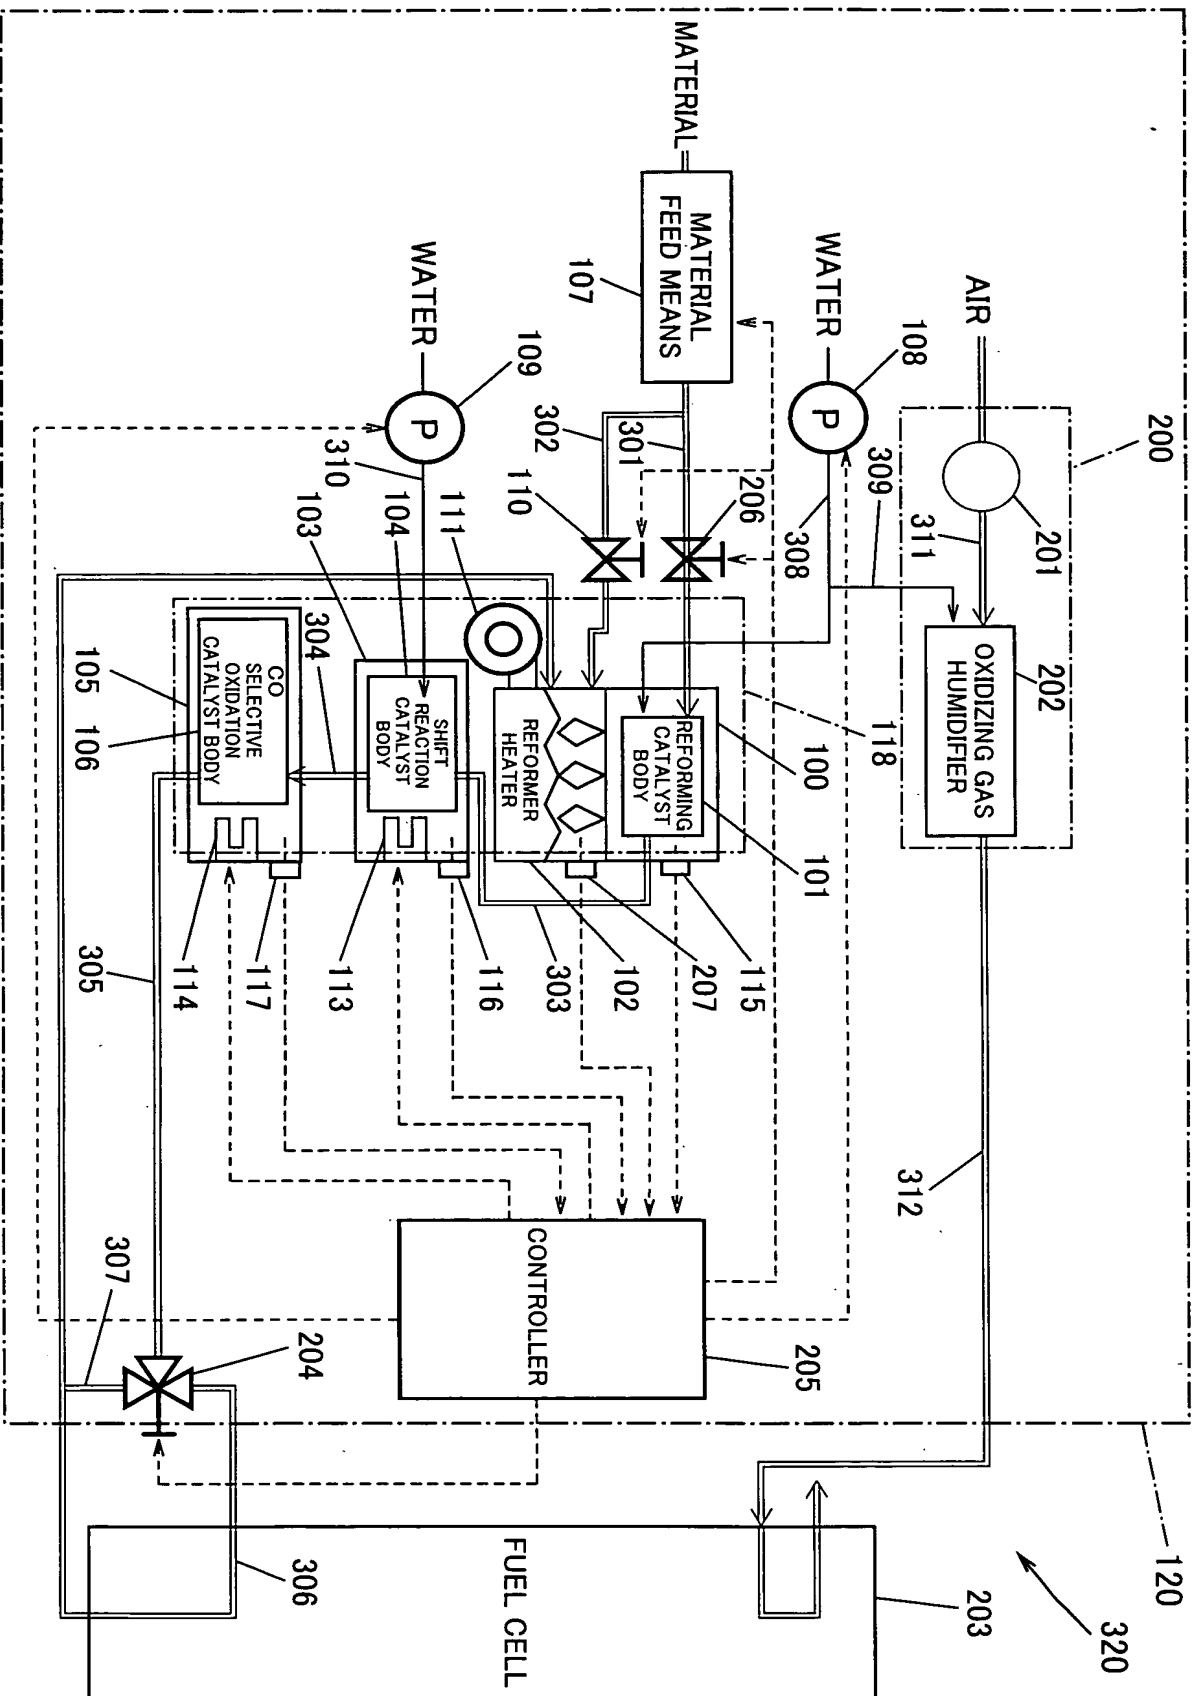 320
120
200
AIR
201
311
OXIDIZING GAS
HUMIDIFIER
202
312
203
WATER
108
P
309
308
118
MATERIAL
MATERIAL
FEED MEANS
107
301
302
206
110
100
REFORMING
CATALYST
BODY
101
115
207
REFORMER
HEATER
102
303
111
WATER
109
P
310
104
103
SHIFT
REACTION
CATALYST
BODY
116
113
304
CO
SELECTIVE
OXIDATION
CATALYST BODY
105
106
117
114
305
CONTROLLER
205
204
307
306
FUEL CELL